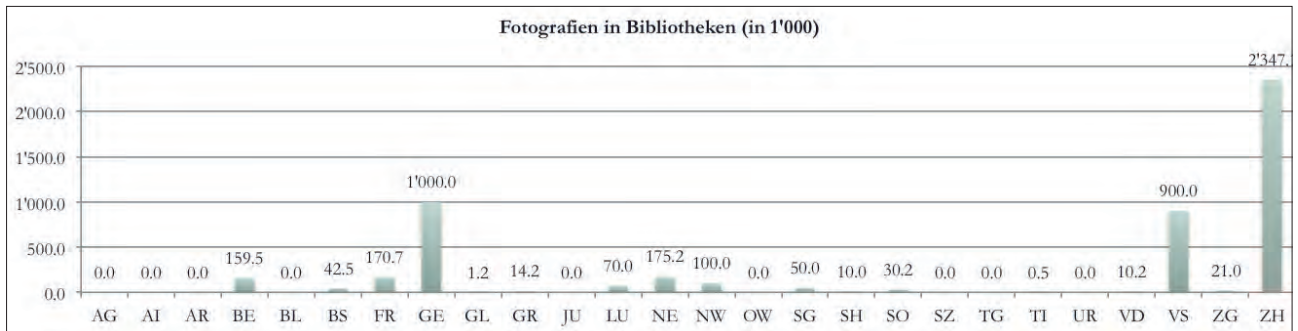 Fotografien in Bibliotheken (in 1'000)
2'500.0
2'000.0
1'500.0
1'000.0
500.0
0.0
0.0 0.0 0.0 159.5 0.0 42.5 170.7 1'000.0 1.2 14.2 0.0 70.0 175.2 100.0 0.0 50.0 10.0 30.2 0.0 0.0 0.5 0.0 10.2 900.0 21.0
AG AI AR BE BL BS FR GE GL GR JU LU NE NW OW SG SH SO SZ TG TI UR VD VS ZG ZH